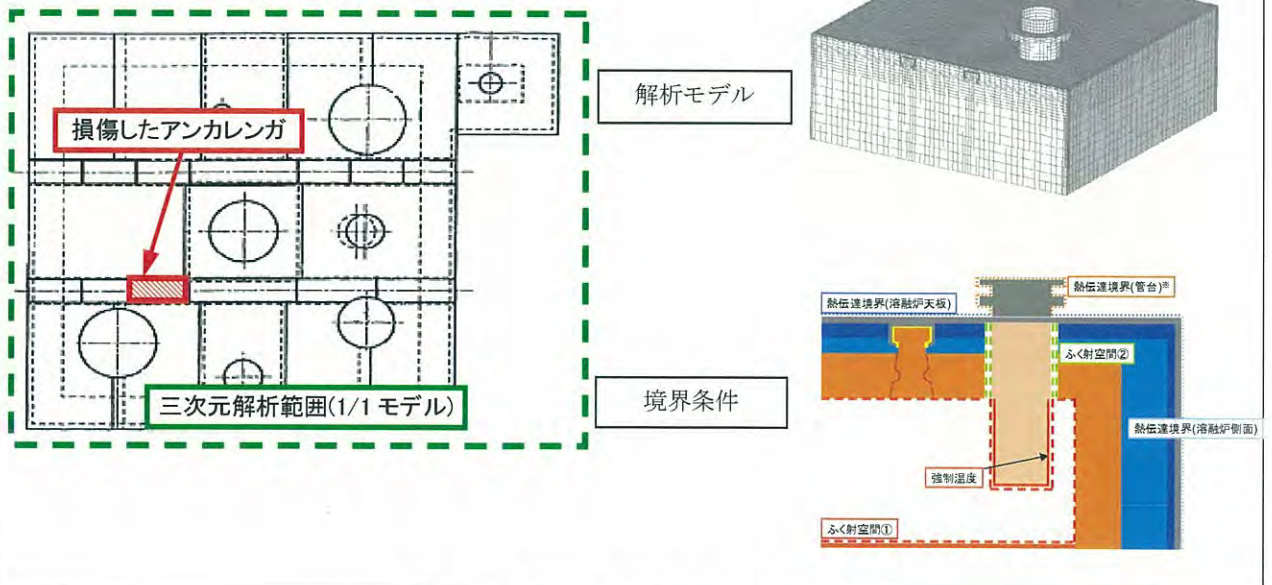 損傷したアンカレンガ
三次元解析範囲(1/1 モデル)
解析モデル
境界条件
熱伝達境界(溶融炉天板)
熱伝達境界(管台)※
ふく射空間②
熱伝達境界(溶融炉側面)
強制温度
ふく射空間①